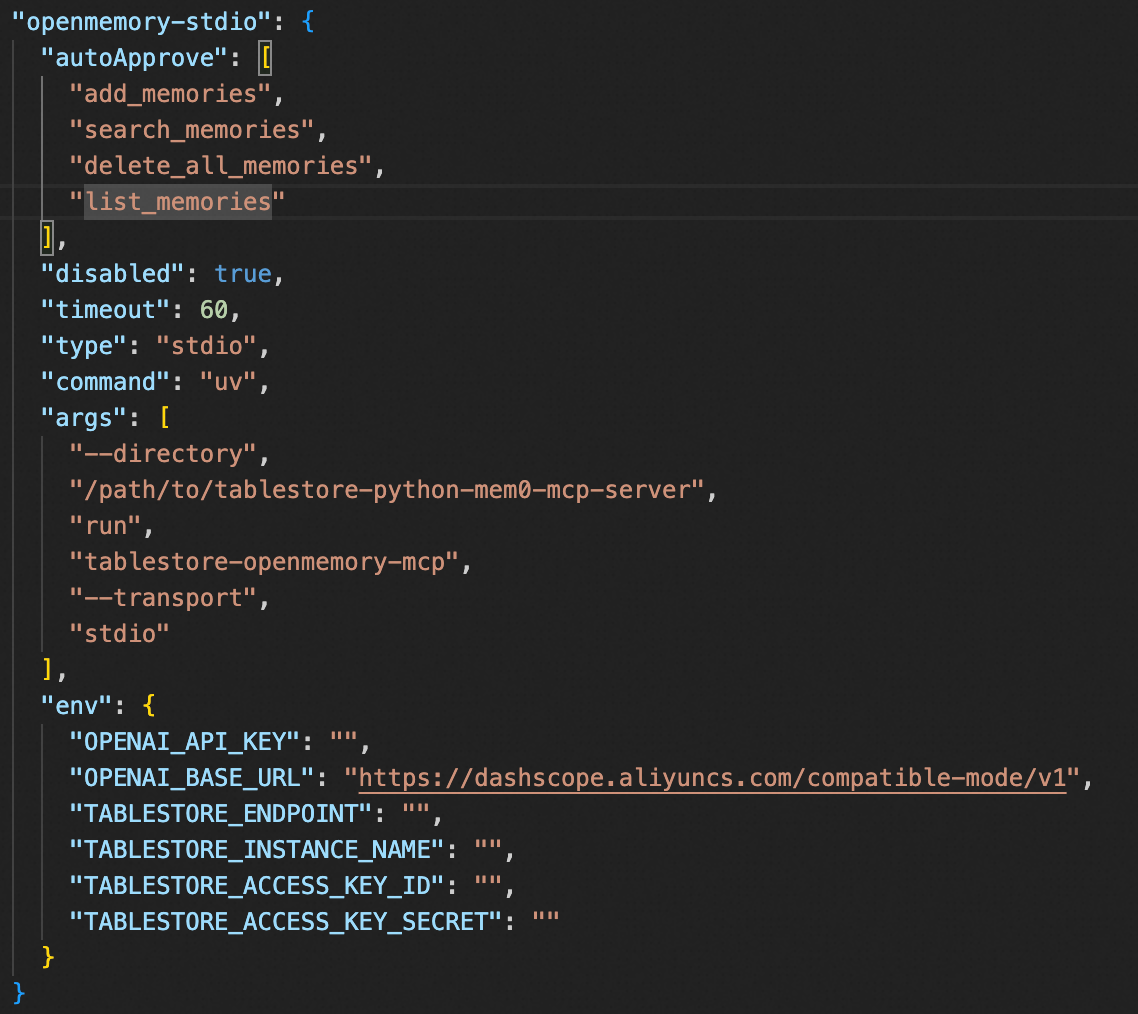 "openmemory-stdio": {
  "autoApprove": [
    "add_memories",
    "search_memories",
    "delete_all_memories",
    "list_memories"
  ],
  "disabled": true,
  "timeout": 60,
  "type": "stdio",
  "command": "uv",
  "args": [
    "--directory",
    "/path/to/tablestore-python-mem0-mcp-server",
    "run",
    "tablestore-openmemory-mcp",
    "--transport",
    "stdio"
  ],
  "env": {
    "OPENAI_API_KEY": "",
    "OPENAI_BASE_URL": "https://dashscope.aliyuncs.com/compatible-mode/v1",
    "TABLESTORE_ENDPOINT": "",
    "TABLESTORE_INSTANCE_NAME": "",
    "TABLESTORE_ACCESS_KEY_ID": "",
    "TABLESTORE_ACCESS_KEY_SECRET": ""
  }
}